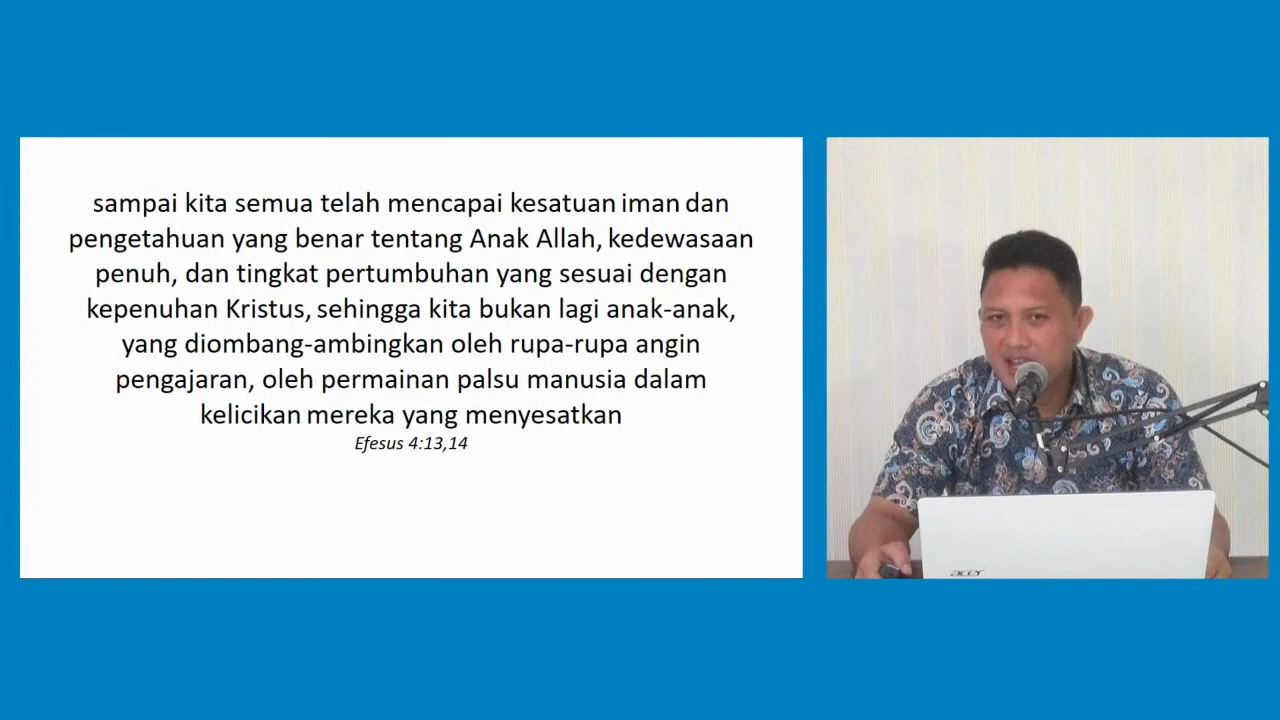 sampai kita semua telah mencapai kesatuan iman dan
pengetahuan yang benar tentang Anak Allah, kedewasaan
penuh, dan tingkat pertumbuhan yang sesuai dengan
kepenuhan Kristus, sehingga kita bukan lagi anak-anak,
yang diombang-ambingkan oleh rupa-rupa angin
pengajaran, oleh permainan palsu manusia dalam
kelicikan mereka yang menyesatkan
Efesus 4:13,14
acer